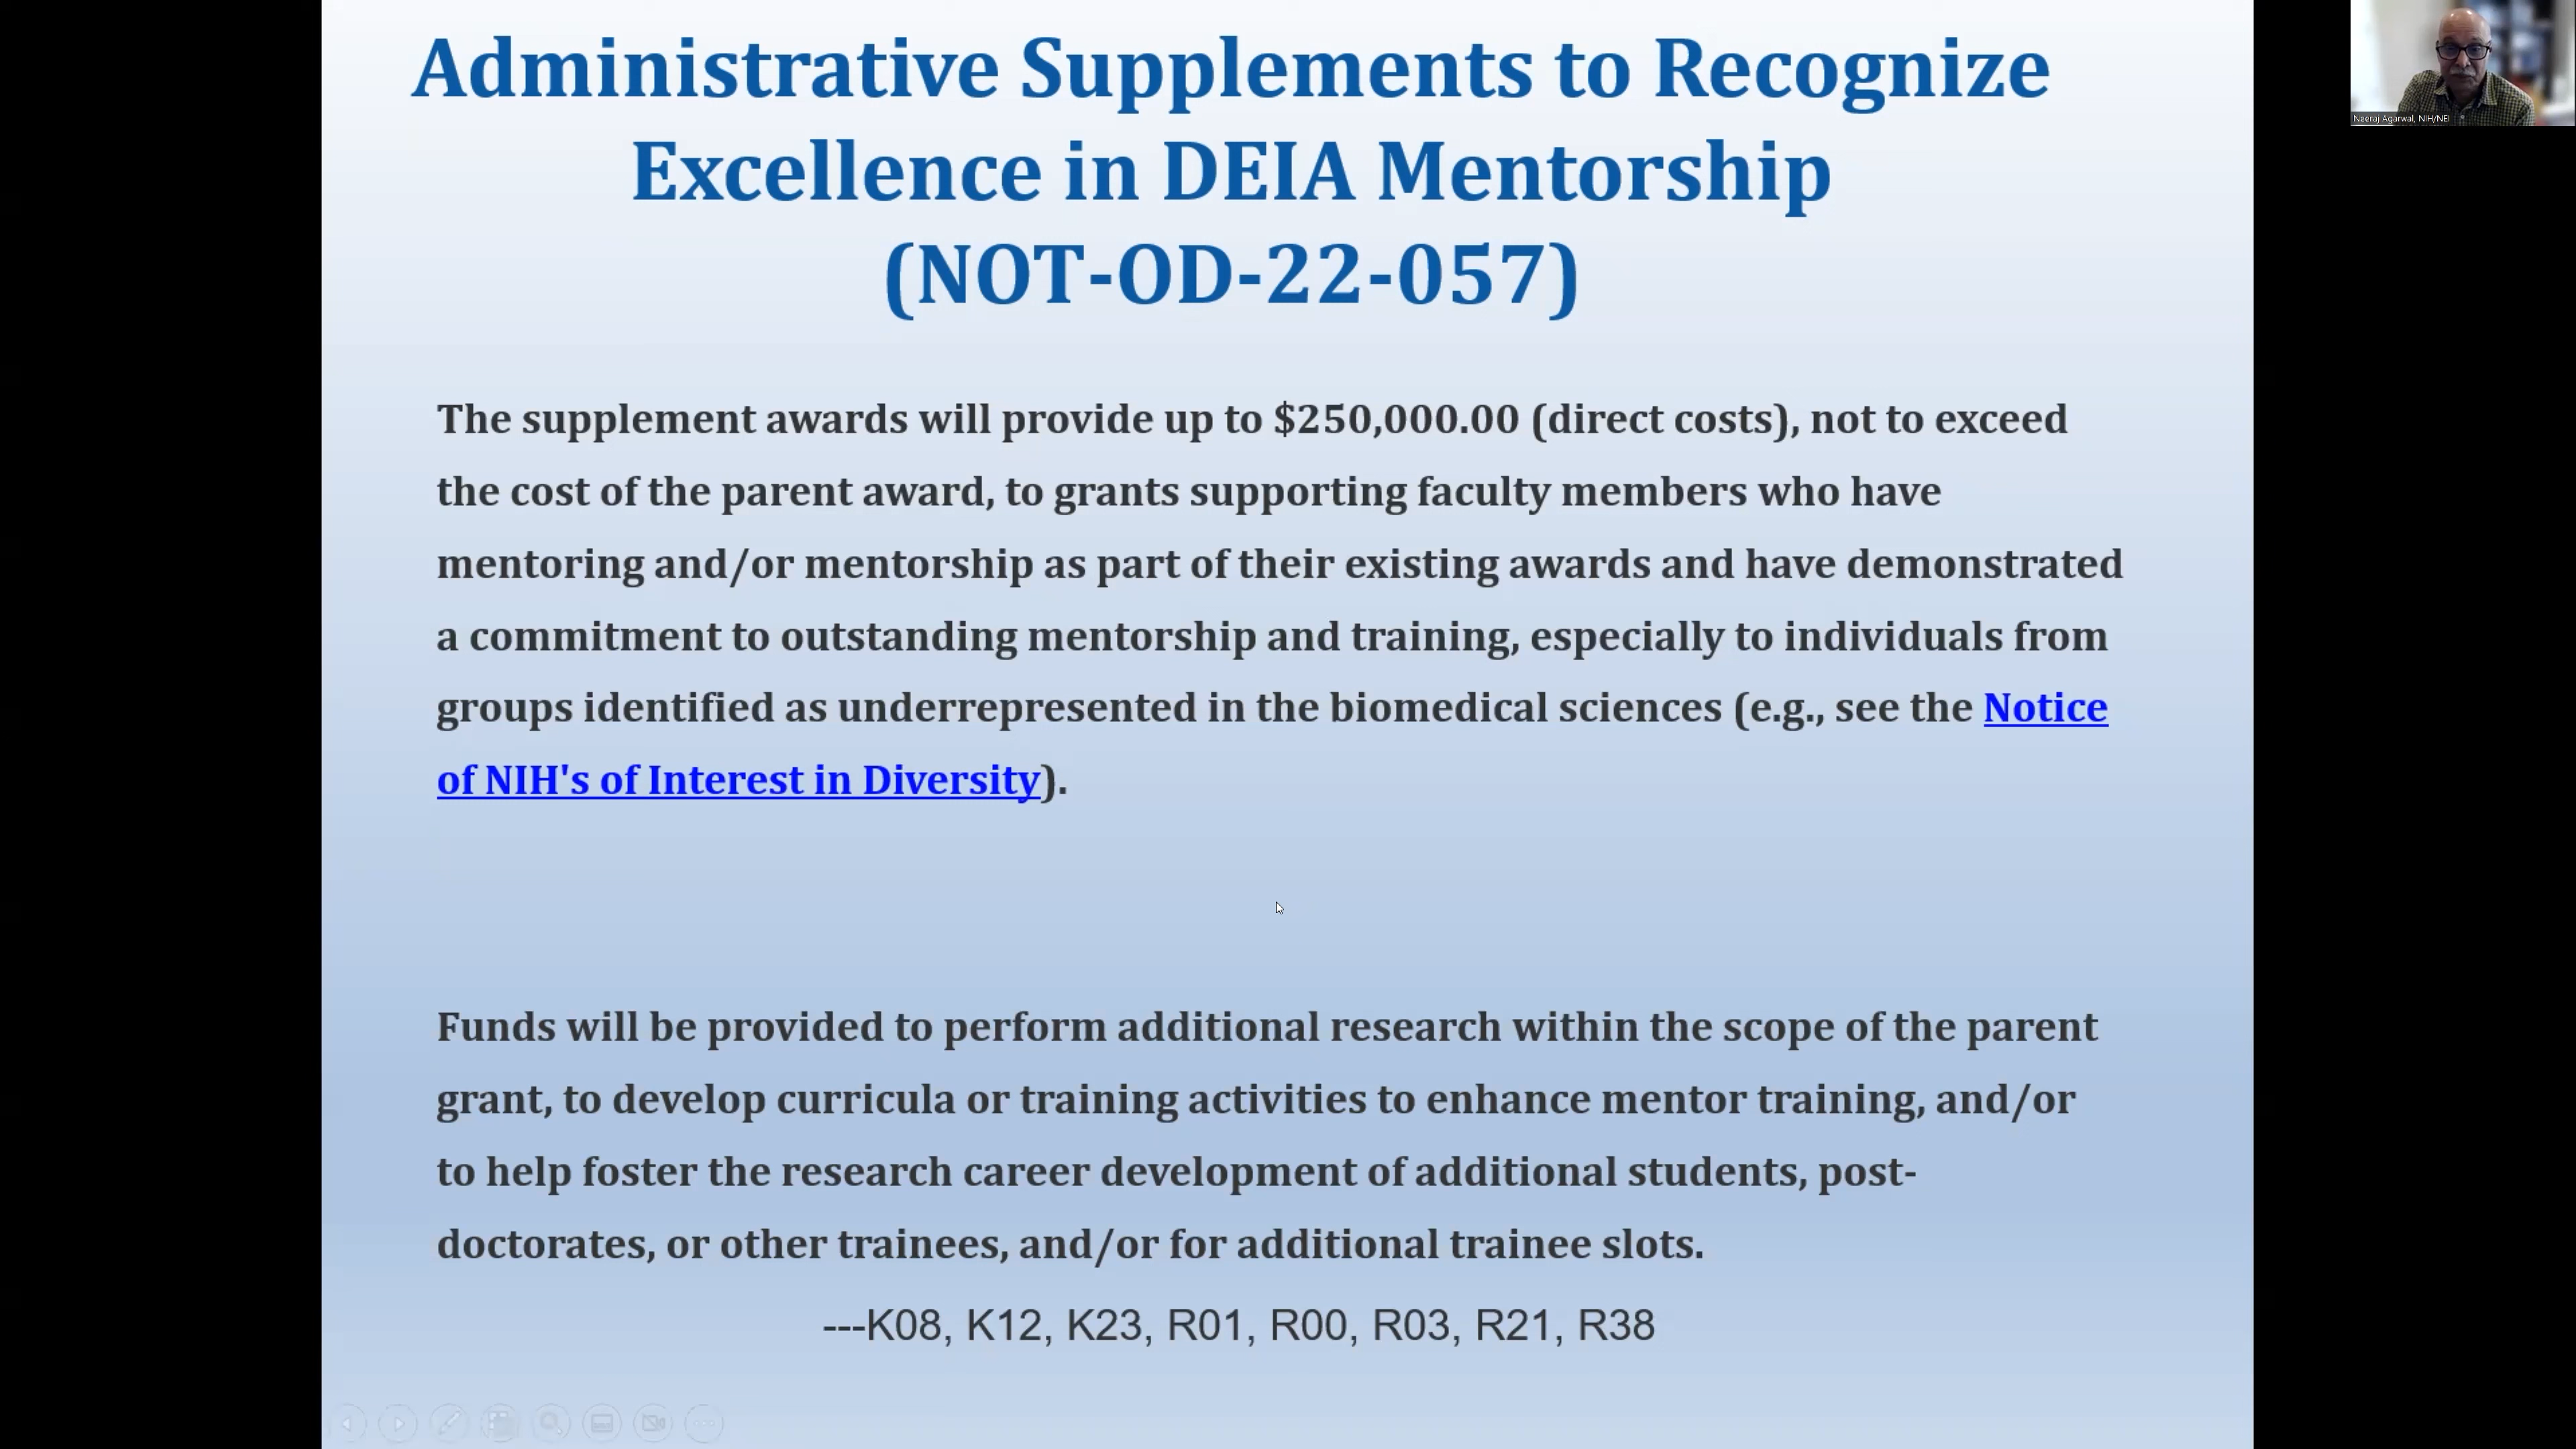 Administrative Supplements to Recognize
Excellence in DEIA Mentorship
(NOT-OD-22-057)
The supplement awards will provide up to $250,000.00 (direct costs), not to exceed
the cost of the parent award, to grants supporting faculty members who have
mentoring and/or mentorship as part of their existing awards and have demonstrated
a commitment to outstanding mentorship and training, especially to individuals from
groups identified as underrepresented in the biomedical sciences (e.g., see the Notice
of NIH's of Interest in Diversity).
Funds will be provided to perform additional research within the scope of the parent
grant, to develop curricula or training activities to enhance mentor training, and/or
to help foster the research career development of additional students, post-
doctorates, or other trainees, and/or for additional trainee slots.
---K08, K12, K23, R01, R00, R03, R21, R38
Neeraj Agarwal, NIH/NEI